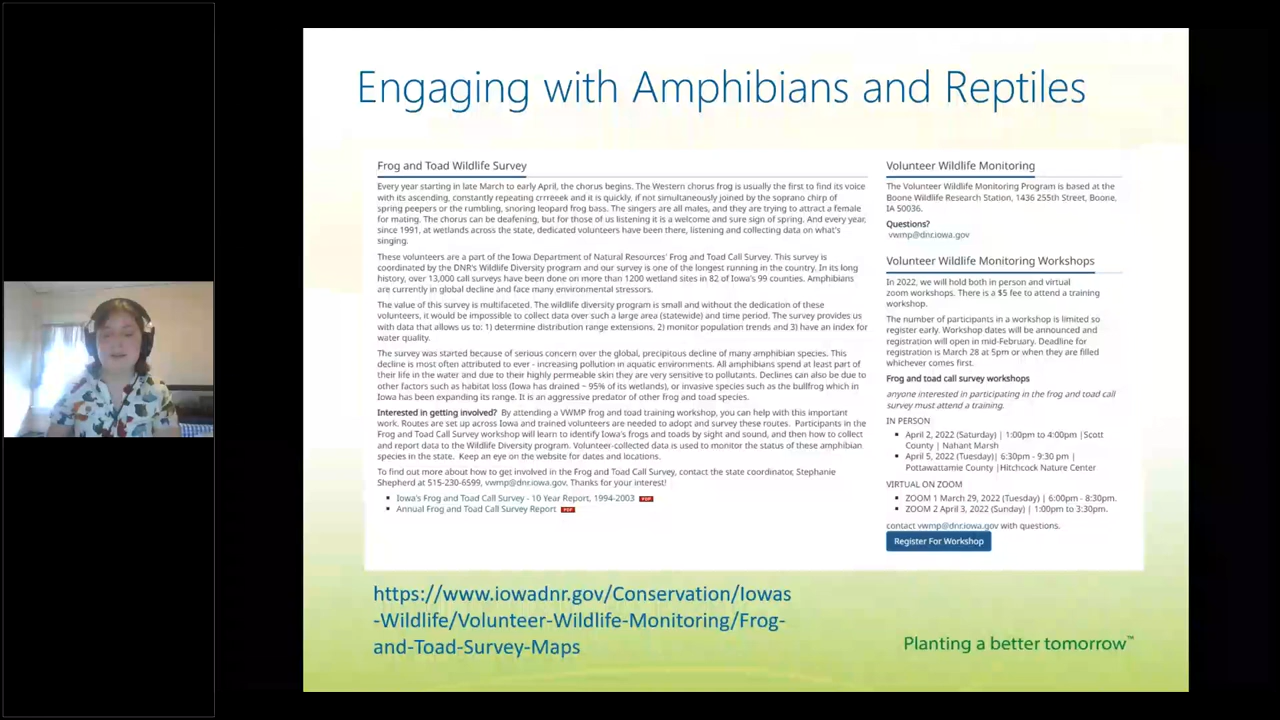 Engaging with Amphibians and Reptiles
Frog and Toad Wildlife Survey
Every year starting in late March to early April, the chorus begins. The Western chorus frog is usually the first to find its voice
with its ascending, constantly repeating crrreeek and it is quickly, if not simultaneously joined by the soprano chirp of
spring peepers or the rumbling, snoring leopard frog bass. The singers are all males, and they are trying to attract a female
for mating. The chorus can be deafening, but for those of us listening it is a welcome and sure sign of spring. And every year,
since 1991, at wetlands across the state, dedicated volunteers have been there, listening and collecting data on what's
singing.
These volunteers are a part of the Iowa Department of Natural Resources' Frog and Toad Call Survey. This survey is
coordinated by the DNR's Wildlife Diversity program and our survey is one of the longest running in the country. In its long
history, over 13,000 call surveys have been done on more than 1200 wetland sites in 82 of Iowa's 99 counties. Amphibians
are currently in global decline and face many environmental stressors.
The value of this survey is multifaceted. The wildlife diversity program is small and without the dedication of these
volunteers, it would be impossible to collect data over such a large area (statewide) and time period. The survey provides us
with data that allows us to: 1) determine distribution range extensions, 2) monitor population trends and 3) have an index for
water quality.
The survey was started because of serious concern over the global, precipitous decline of many amphibian species. This
decline is most often attributed to ever - increasing pollution in aquatic environments. All amphibians spend at least part of
their life in the water and due to their highly permeable skin they are very sensitive to pollutants. Declines can also be due to
other factors such as habitat loss (Iowa has drained ~ 95% of its wetlands), or invasive species such as the bullfrog which in
Iowa has been expanding its range. It is an aggressive predator of other frog and toad species.
Interested in getting involved? By attending a VWMP frog and toad training workshop, you can help with this important
work. Routes are set up across Iowa and trained volunteers are needed to adopt and survey these routes. Participants in the
Frog and Toad Call Survey workshop will learn to identify Iowa's frogs and toads by sight and sound, and then how to collect
and report data to the Wildlife Diversity program. Volunteer-collected data is used to monitor the status of these amphibian
species in the state. Keep an eye on the website for dates and locations.
To find out more about how to get involved in the Frog and Toad Call Survey, contact the state coordinator, Stephanie
Shepherd at 515-230-6599, vwmp@dnr.iowa.gov. Thanks for your interest!
Iowa's Frog and Toad Call Survey - 10 Year Report, 1994-2003 PDF
Annual Frog and Toad Call Survey Report PDF
Volunteer Wildlife Monitoring
The Volunteer Wildlife Monitoring Program is based at the
Boone Wildlife Research Station, 1436 255th Street, Boone,
IA 50036.
Questions?
vwmp@dnr.iowa.gov
Volunteer Wildlife Monitoring Workshops
In 2022, we will hold both in person and virtual
zoom workshops. There is a $5 fee to attend a training
workshop.
The number of participants in a workshop is limited so
register early. Workshop dates will be announced and
registration will open in mid-February. Deadline for
registration is March 28 at 5pm or when they are filled
whichever comes first.
Frog and toad call survey workshops
anyone interested in participating in the frog and toad call
survey must attend a training.
IN PERSON
April 2, 2022 (Saturday) | 1:00pm to 4:00pm |Scott
County | Nahant Marsh
April 5, 2022 (Tuesday)| 6:30pm - 9:30 pm |
Pottawattamie County |Hitchcock Nature Center
VIRTUAL ON ZOOM
ZOOM 1 March 29, 2022 (Tuesday) | 6:00pm - 8:30pm.
ZOOM 2 April 3, 2022 (Sunday) | 1:00pm to 3:30pm.
contact vwmp@dnr.iowa.gov with questions.
Register For Workshop
https://www.iowadnr.gov/Conservation/Iowas
-Wildlife/Volunteer-Wildlife-Monitoring/Frog-
and-Toad-Survey-Maps
Planting a better tomorrow™